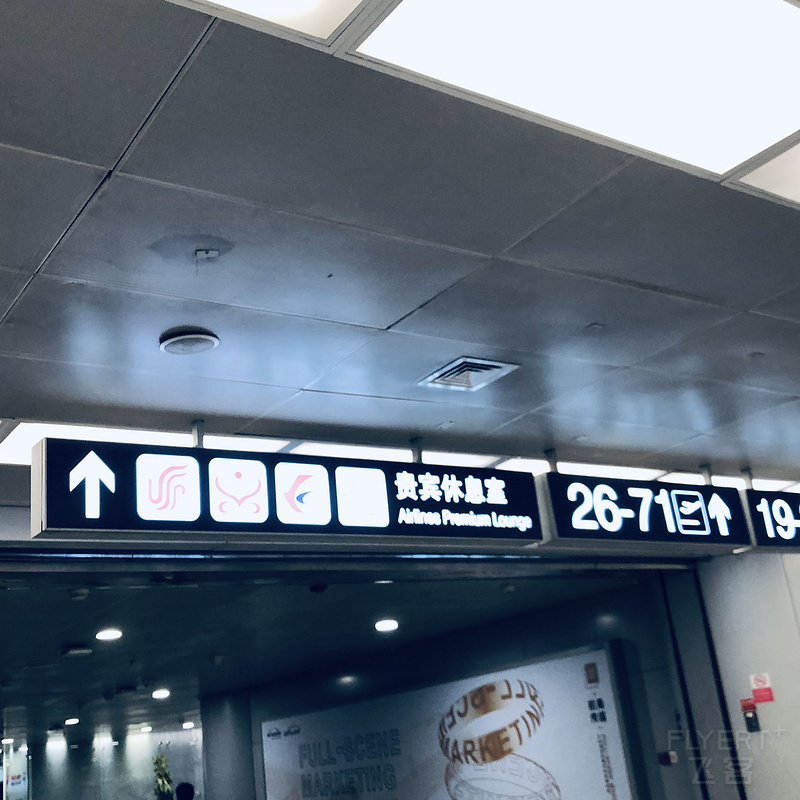 贵宾休息室
Airlines Premium Lounge
26-71
19-
FULL-SCENE
MARKETING
MARKETING
FLYERT+
飞客